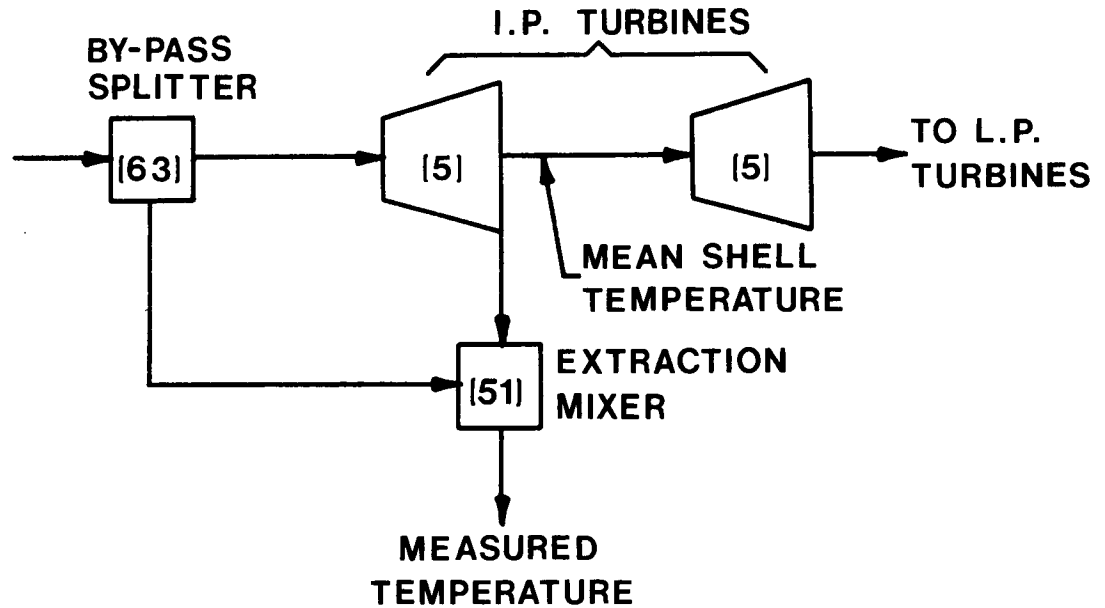 I.P. TURBINES
BY-PASS
SPLITTER
[63]
[5]
[5]
TO L.P.
TURBINES
MEAN SHELL
TEMPERATURE
[51]
EXTRACTION
MIXER
MEASURED
TEMPERATURE